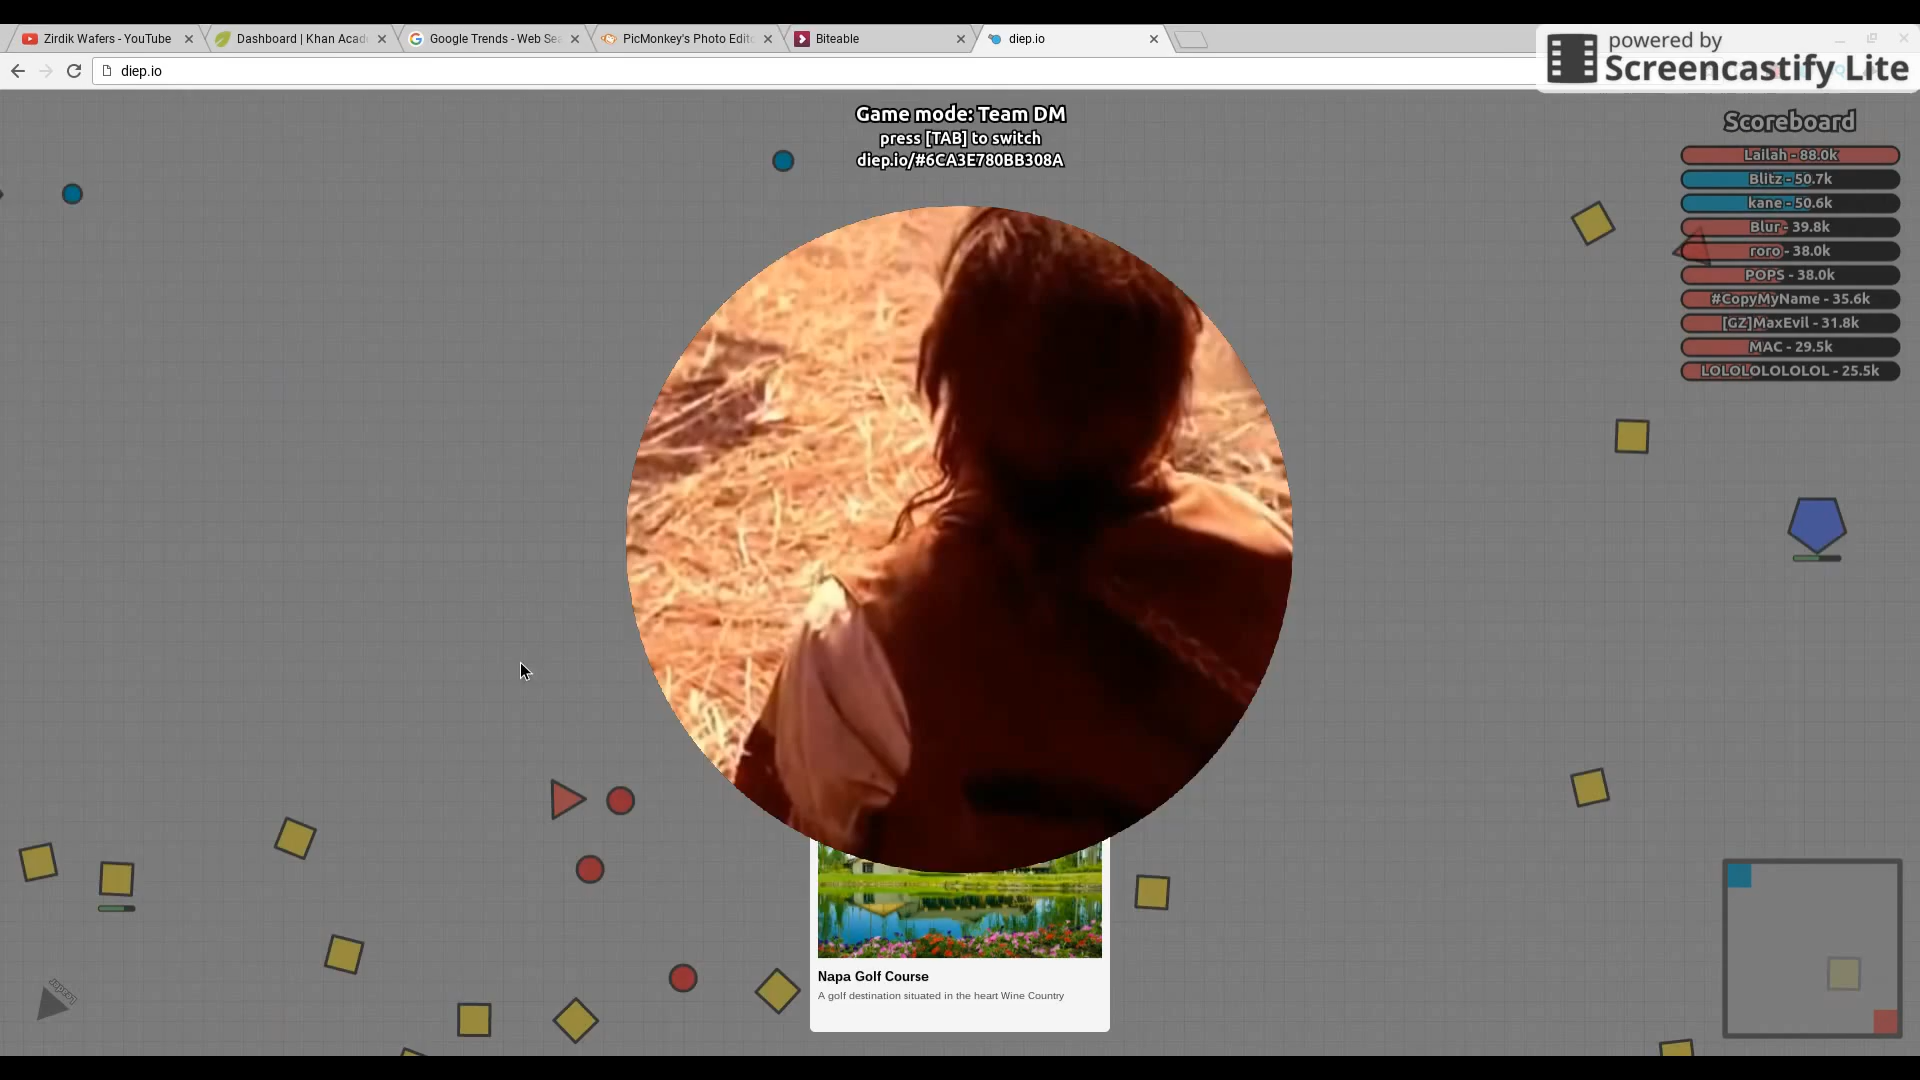 Zirdik Wafers - YouTube
Dashboard | Khan Acad
Google Trends - Web Sea
PicMonkey's Photo Edito
Biteable
diep.io
diep.io
powered by
Screencastify Lite
Game mode: Team DM
press [TAB] to switch
diep.io/#6CA3E780BB308A
Scoreboard
Lailah - 88.0k
Blitz - 50.7k
kane - 50.6k
Blur - 39.8k
roro - 38.0k
POPS - 38.0k
#CopyMyName - 35.6k
[GZ]MaxEvil - 31.8k
MAC - 29.5k
LOLOLOLOLOLOL - 25.5k
Leader
Napa Golf Course
A golf destination situated in the heart Wine Country